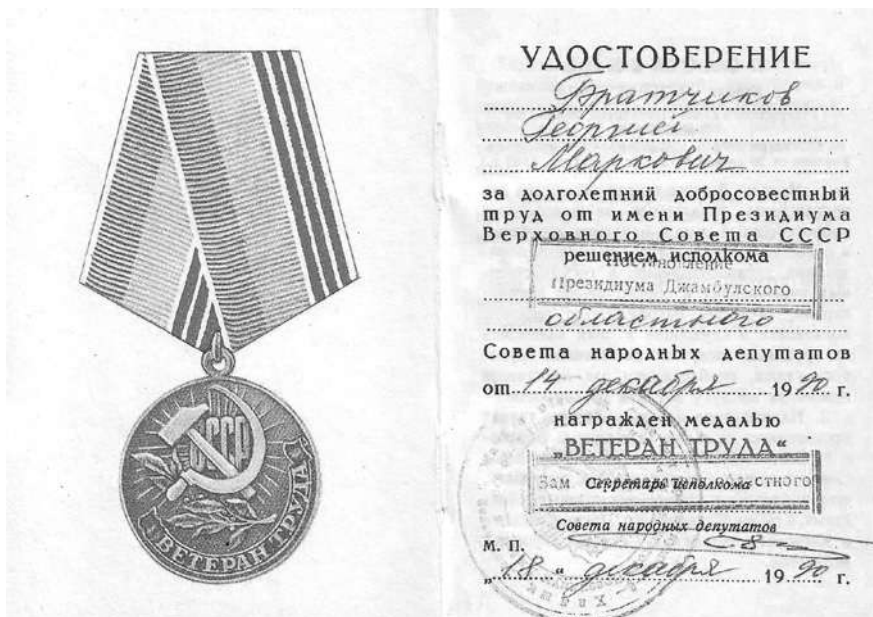 СССР
ВЕТЕРАН ТРУДА
УДОСТОВЕРЕНИЕ
Братчиков
Георгий
Маркович
за долголетний добросовестный
труд от имени Президиума
Верховного Совета СССР
решением исполкома
Постановление
Президиума Джамбулского
областного
Совета народных депутатов
от 14 декабря 1990 г.
награжден медалью
„ВЕТЕРАН ТРУДА“
Зам
Секретарь исполкома
Совета народных депутатов
М. П.
„18“ декабря 1990 г.